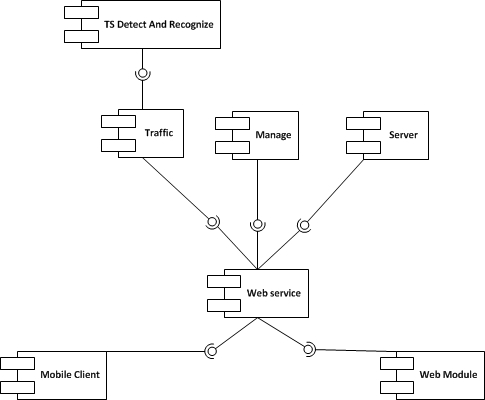 TS Detect And Recognize
Traffic
Manage
Server
Web service
Mobile Client
Web Module